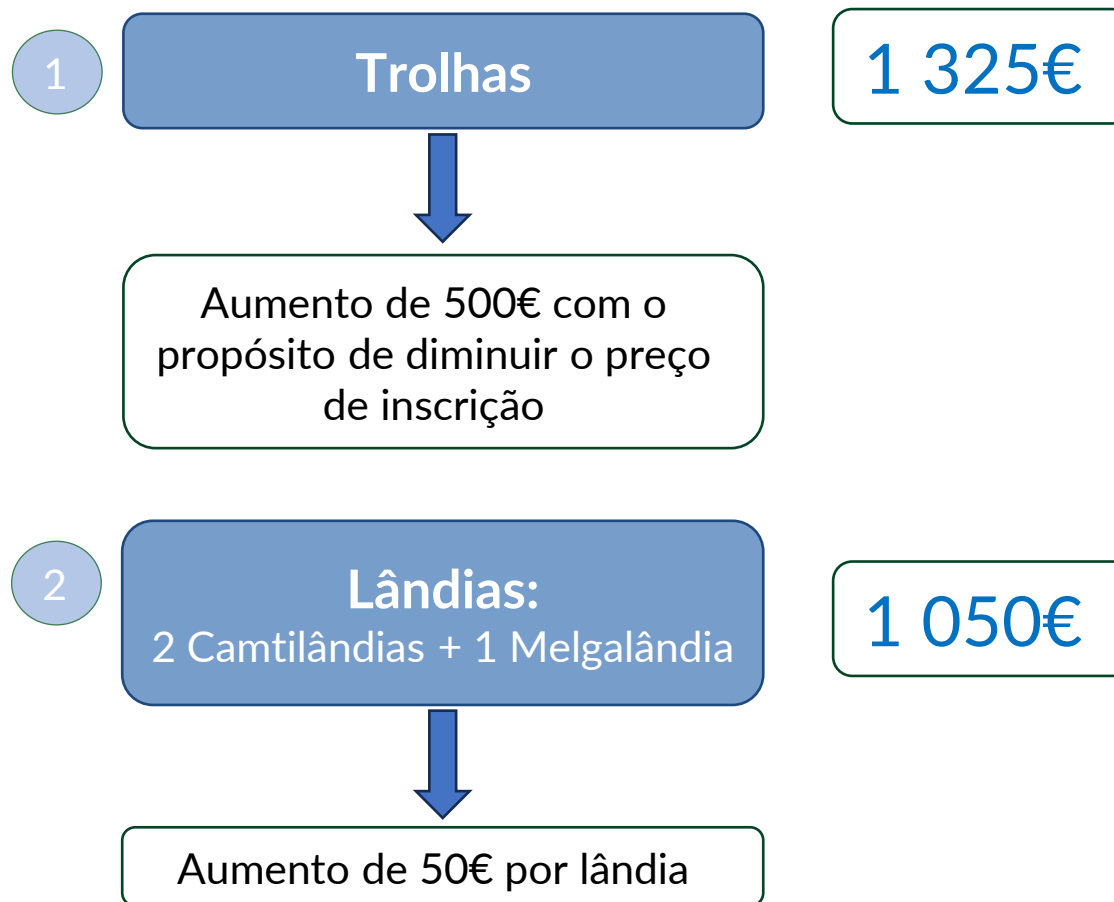 1
Trolhas
1 325€
Aumento de 500€ com o
propósito de diminuir o preço
de inscrição
2
Lândias:
2 Camtilândias + 1 Melgalândia
1 050€
Aumento de 50€ por lândia